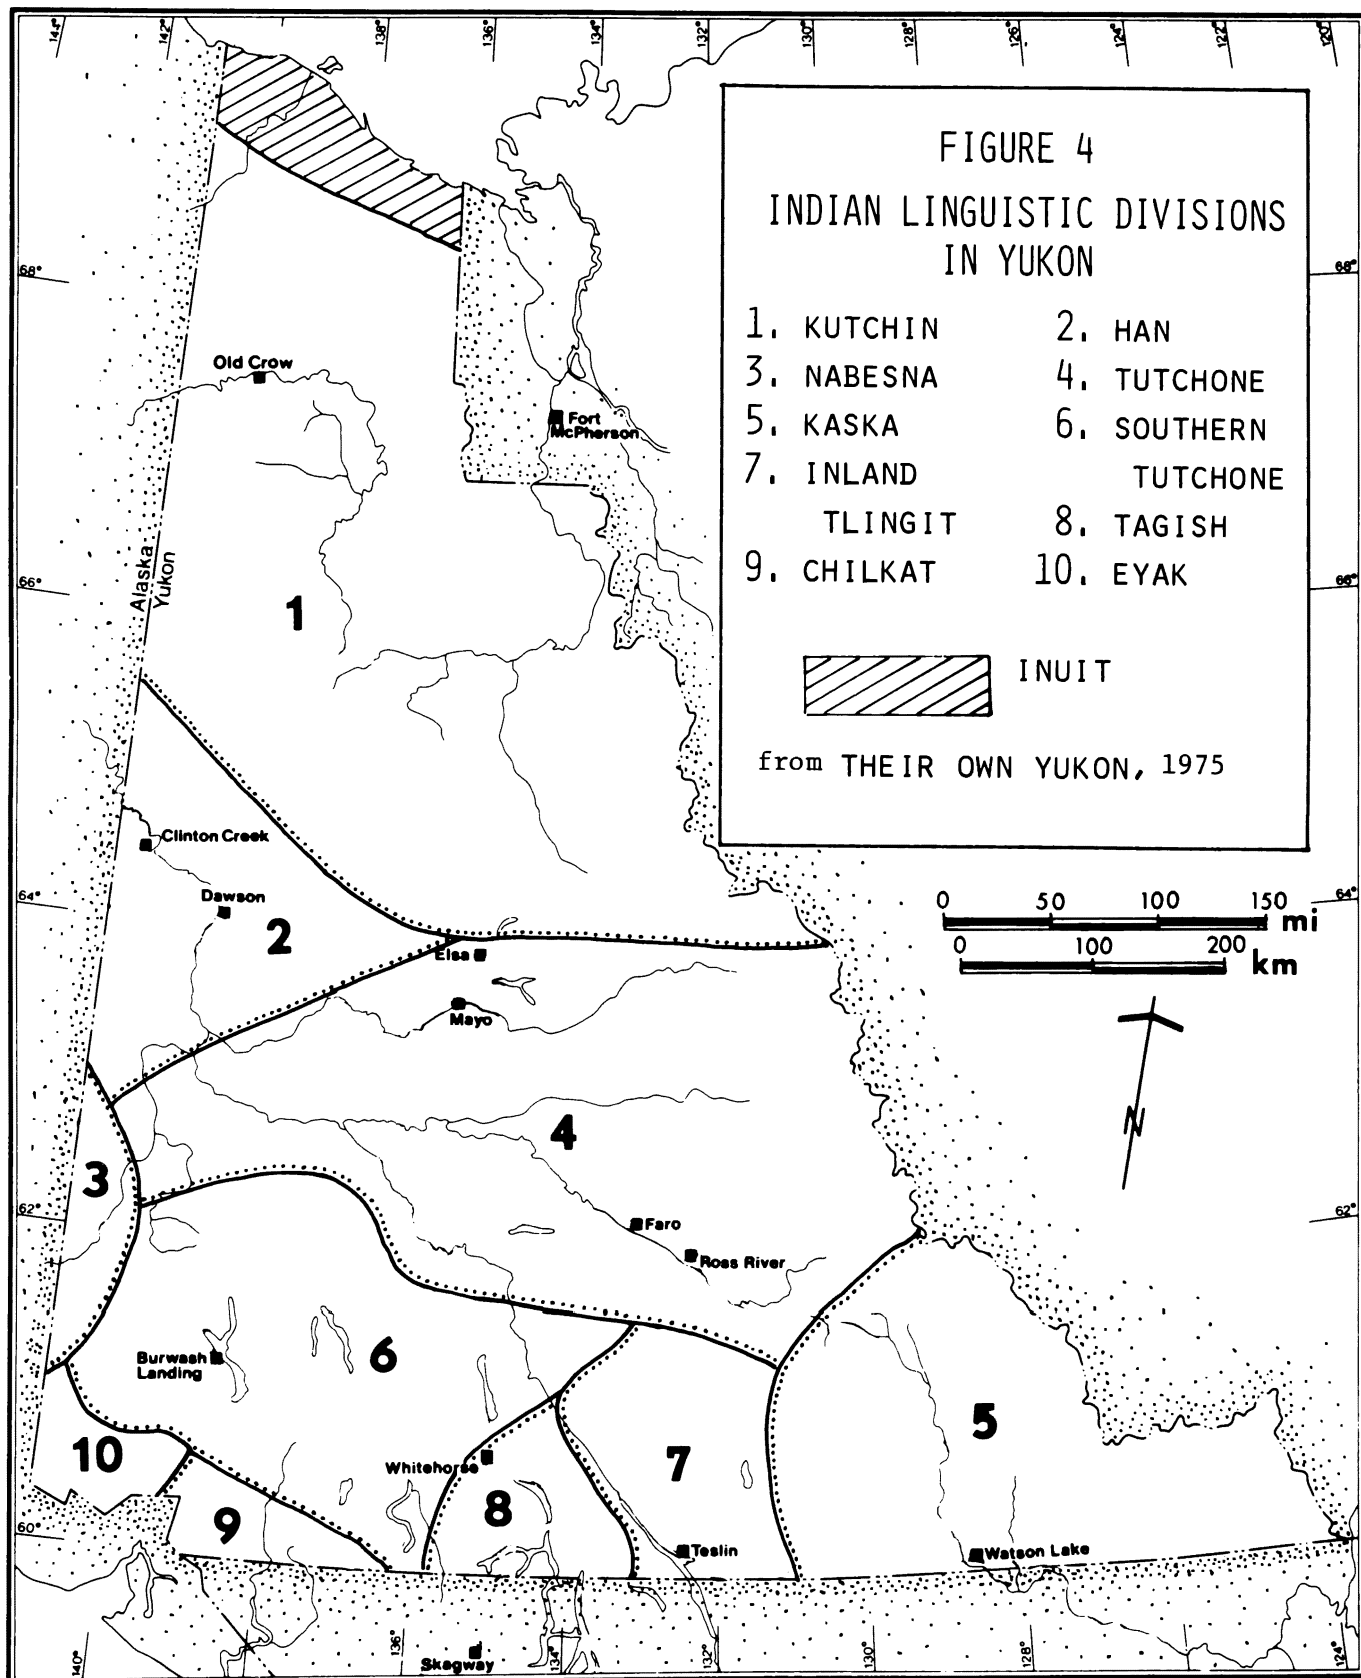 144° 142° 138° 136° 134° 132° 130° 128° 126° 124° 122° 120°
FIGURE 4
INDIAN LINGUISTIC DIVISIONS
IN YUKON
1. KUTCHIN 2. HAN
3. NABESNA 4. TUTCHONE
5. KASKA 6. SOUTHERN
7. INLAND TUTCHONE
TLINGIT 8. TAGISH
9. CHILKAT 10. EYAK
INUIT
from THEIR OWN YUKON, 1975
68° 68°
Old Crow
Fort
McPherson
Alaska
Yukon
66° 66°
1
Clinton Creek
Dawson
64° 64°
2
Elsa
Mayo
0 50 100 150 mi
0 100 200 km
N
4
3
62° 62°
Faro
Ross River
6
Burwash
Landing
5
10
7
Whitehorse
8
9
60°
Teslin
Watson Lake
Skagway
140° 136° 134° 132° 130° 128° 124°